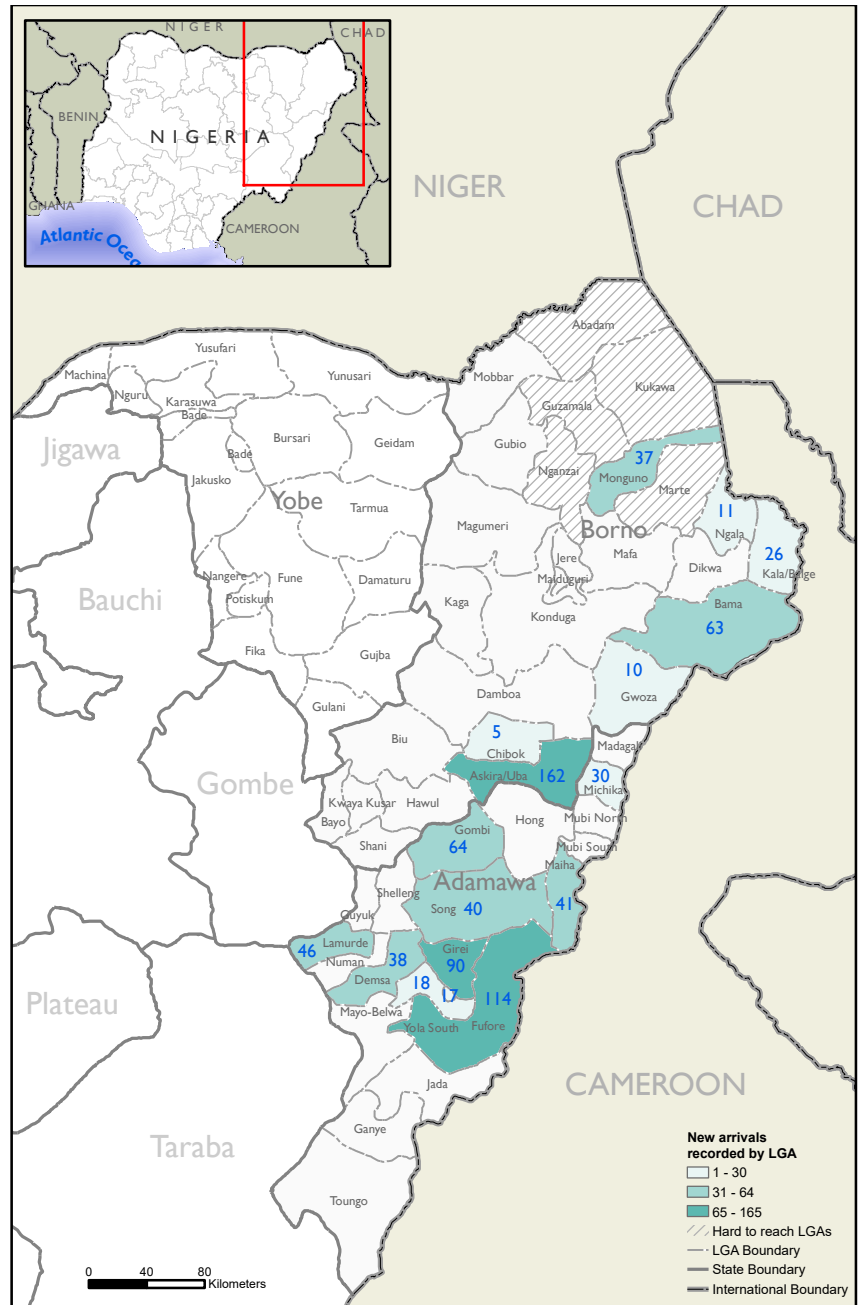 NIGER
CHAD
BENIN
NIGERIA
GHANA
CAMEROON
Atlantic Ocea
NIGER
CHAD
Abadam
Yusufari
Machina
Yunusari
Mobbar
Kukawa
Nguru
Karasuwa
Guzamala
Bade
Bursari
Geidam
Gubio
Jigawa
Bade
37
Nganzai
Monguno
Jakusko
Marte
Yobe
Tarmua
11
Magumeri
Borno
Ngala
Jere
Mafa
26
Nangere
Fune
Damaturu
Maiduguri
Dikwa
Kala/Balge
Bauchi
Potiskum
Kaga
Konduga
Bama
63
Fika
Gujba
10
Damboa
Gwoza
Gulani
5
Biu
Chibok
Madagali
Gombe
Askira/Uba
162
30
Michika
Kwaya Kusar
Hawul
Bayo
Hong
Mubi North
Gombi
Shani
64
Mubi South
Maiha
Adamawa
Shelleng
Song
40
41
Guyuk
46
Lamurde
Girei
Numan
38
90
Demsa
18
17
114
Plateau
Mayo-Belwa
Yola South
Fufore
Jada
CAMEROON
Ganye
Taraba
Toungo
New arrivals
recorded by LGA
1 - 30
31 - 64
65 - 165
Hard to reach LGAs
LGA Boundary
State Boundary
International Boundary
0 40 80
Kilometers